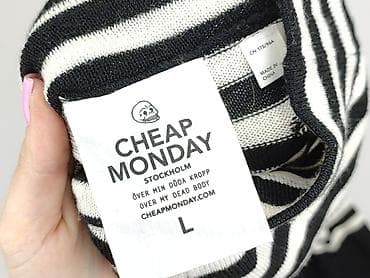 CHEAP
MONDAY
STOCKHOLM
ÖVER MIN DÖDA KROPP
OVER MY DEAD BODY
CHEAPMONDAY.COM
L
MADE IN
CHINA